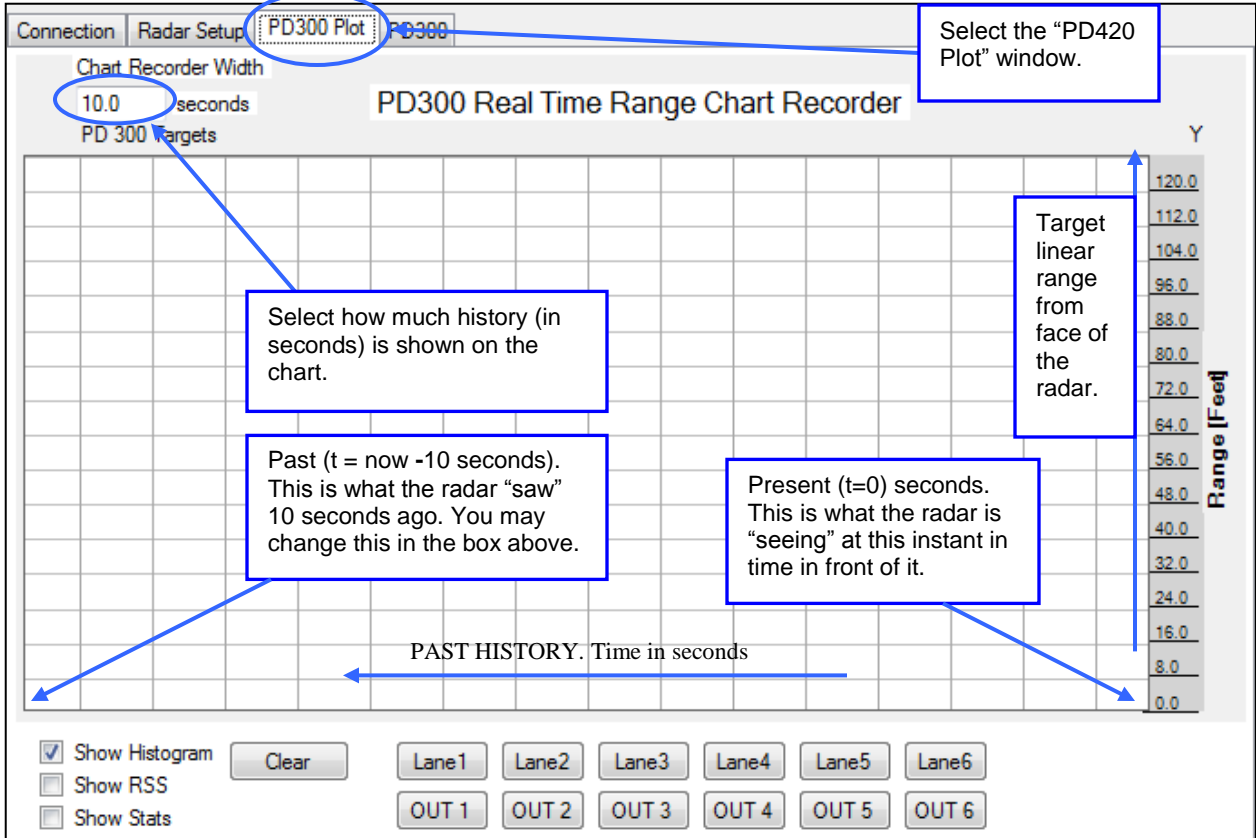 Connection Radar Setup PD300 Plot PD300
Select the “PD420
Plot” window.
Chart Recorder Width
10.0 seconds
PD300 Real Time Range Chart Recorder
PD 300 Targets
Y
120.0
112.0
104.0
96.0
88.0
80.0
72.0
64.0
56.0
48.0
40.0
32.0
24.0
16.0
8.0
0.0
Range [Feet]
Target
linear
range
from
face of
the
radar.
Select how much history (in
seconds) is shown on the
chart.
Past (t = now -10 seconds).
This is what the radar “saw”
10 seconds ago. You may
change this in the box above.
Present (t=0) seconds.
This is what the radar is
“seeing” at this instant in
time in front of it.
PAST HISTORY. Time in seconds
Show Histogram
Show RSS
Show Stats
Clear
Lane1 Lane2 Lane3 Lane4 Lane5 Lane6
OUT 1 OUT 2 OUT 3 OUT 4 OUT 5 OUT 6